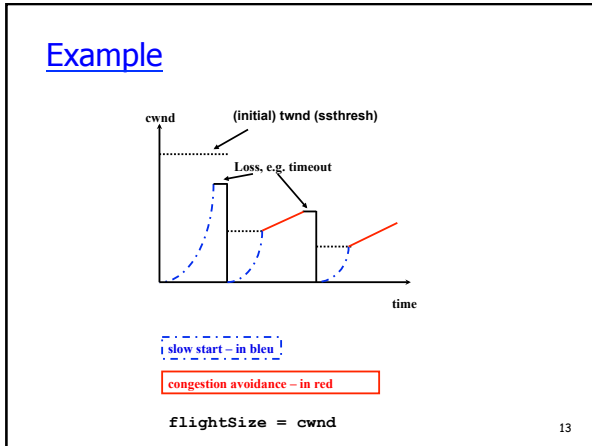 Example
(initial) twnd (ssthresh)
cwnd
Loss, e.g. timeout
time
slow start – in bleu
congestion avoidance – in red
flightSize = cwnd
13